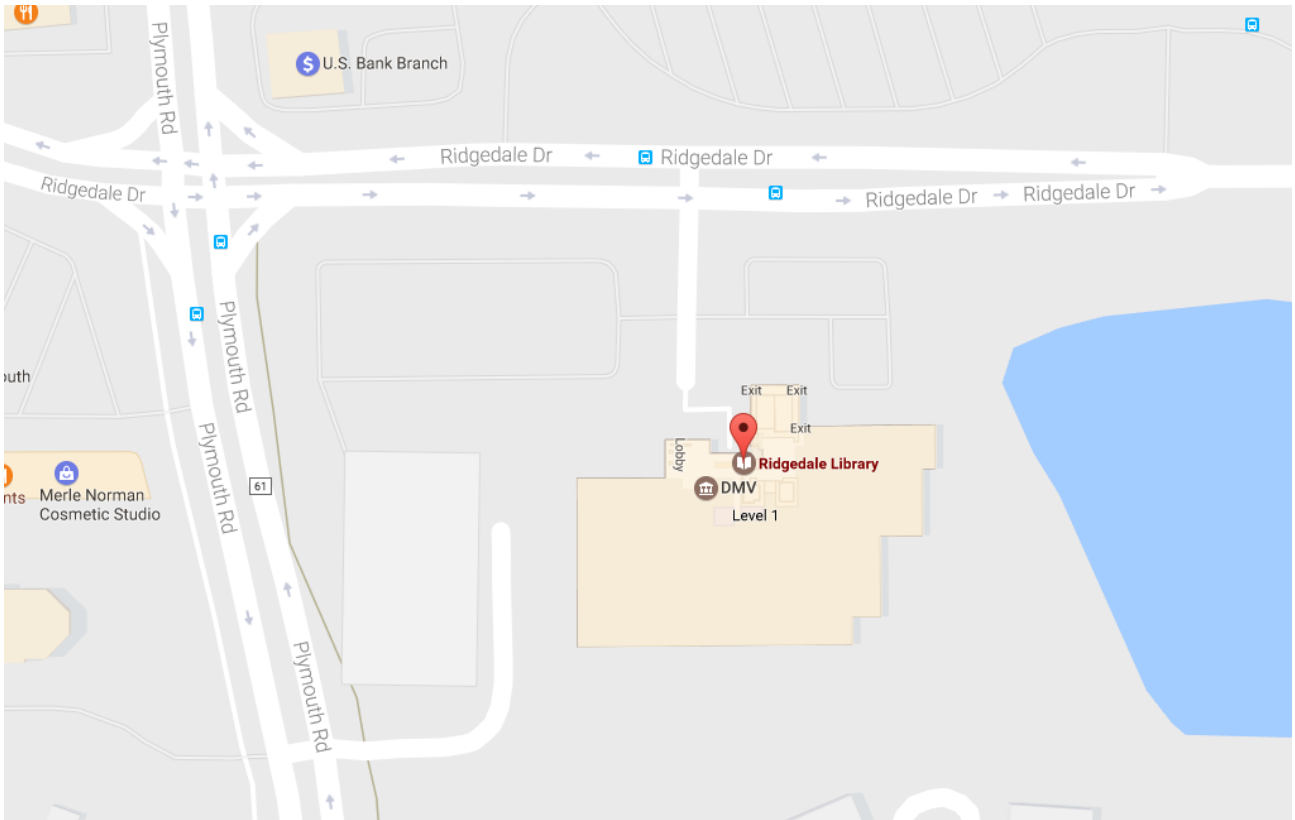 Plymouth Rd
U.S. Bank Branch
Ridgedale Dr
Ridgedale Dr
Ridgedale Dr
Ridgedale Dr
Ridgedale Dr
Plymouth Rd
outh
Exit
Exit
Exit
Plymouth Rd
Lobby
Ridgedale Library
DMV
Level 1
61
nts
Merle Norman
Cosmetic Studio
Plymouth Rd